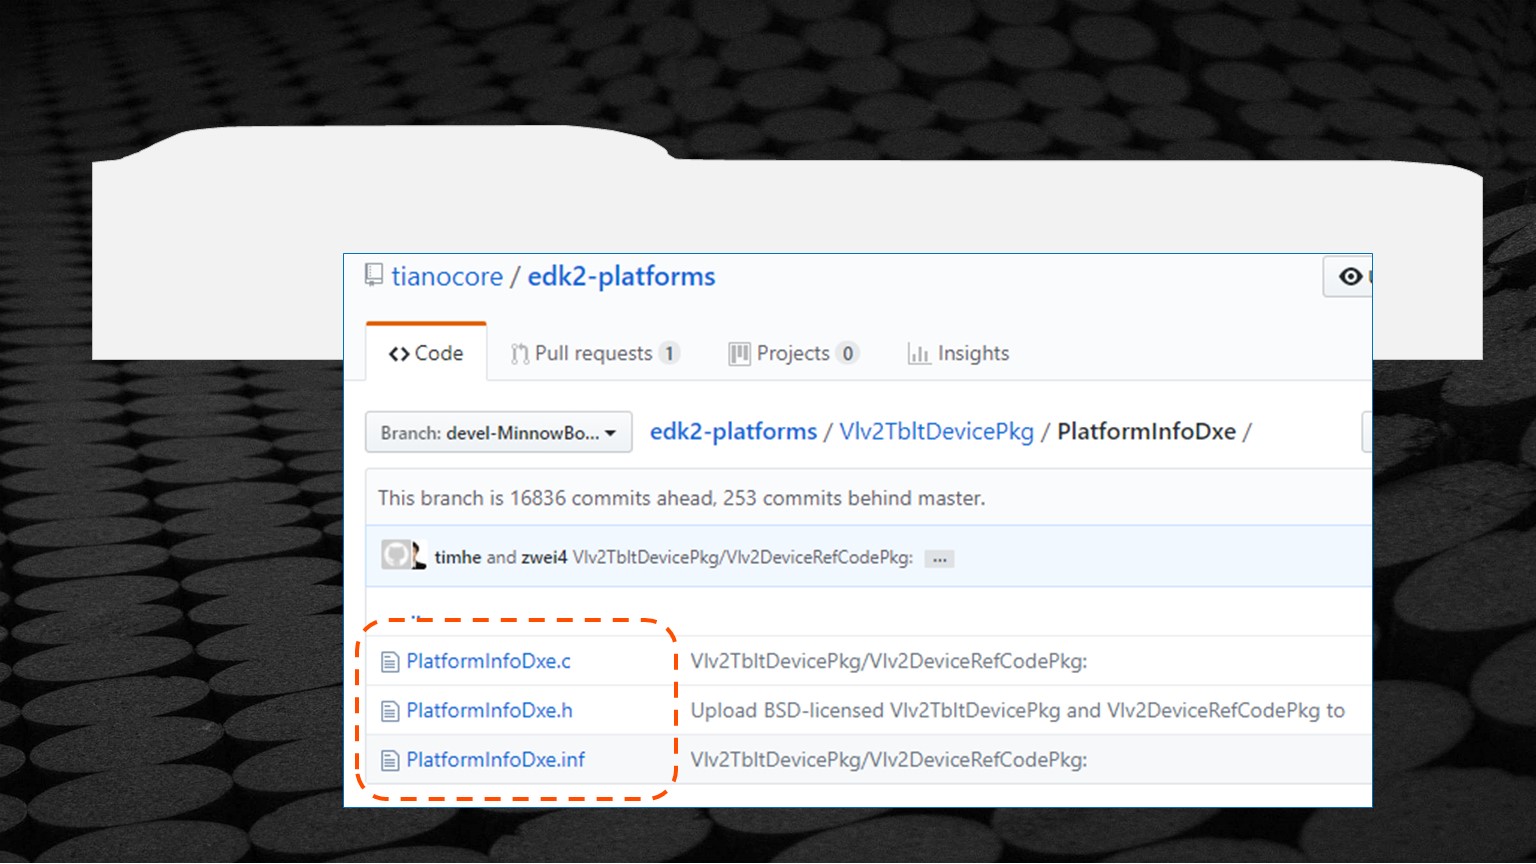 tianocore / edk2-platforms
Code Pull requests 1 Projects 0 Insights
Branch: devel-MinnowBo... edk2-platforms / Vlv2TbltDevicePkg / PlatformInfoDxe /
This branch is 16836 commits ahead, 253 commits behind master.
timhe and zwei4 Vlv2TbltDevicePkg/Vlv2DeviceRefCodePkg: ...
..
PlatformInfoDxe.c Vlv2TbltDevicePkg/Vlv2DeviceRefCodePkg:
PlatformInfoDxe.h Upload BSD-licensed Vlv2TbltDevicePkg and Vlv2DeviceRefCodePkg to
PlatformInfoDxe.inf Vlv2TbltDevicePkg/Vlv2DeviceRefCodePkg: